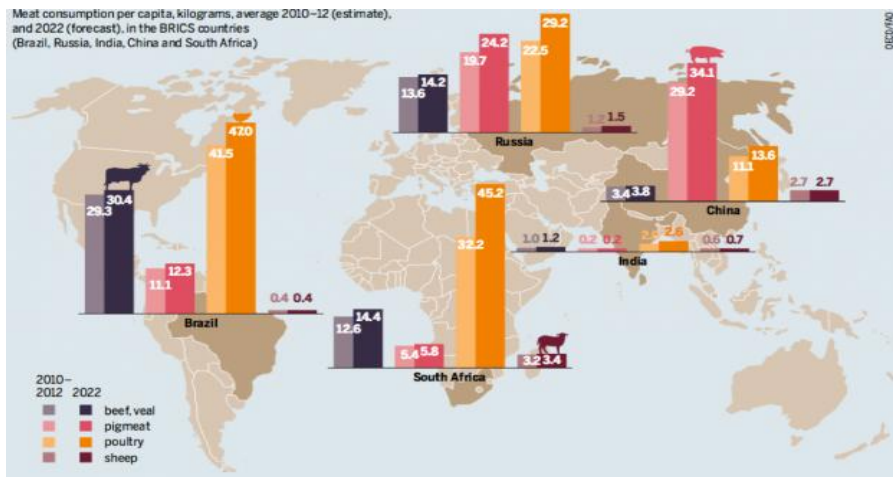 Meat consumption per capita, kilograms, average 2010–12 (estimate),
and 2022 (forecast), in the BRICS countries
(Brazil, Russia, India, China and South Africa)
OECD/FAO
13.6 14.2 19.7 24.2 22.5 29.2 1.2 1.5
Russia
29.3 30.4 11.1 12.3 41.5 47.0 0.4 0.4
Brazil
3.4 3.8 29.2 34.1 11.1 13.6 2.7 2.7
China
1.0 1.2 0.2 0.2 2.6 0.6 0.7
India
12.6 14.4 5.4 5.8 32.2 45.2 3.2 3.4
South Africa
2010–
2012 2022
beef, veal
pigmeat
poultry
sheep